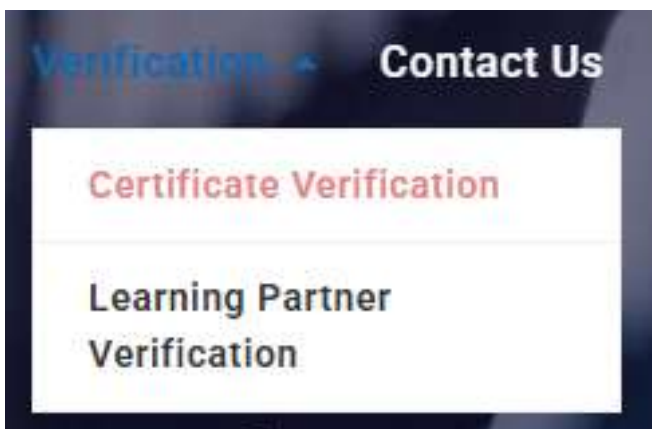 Verification Contact Us
Certificate Verification
Learning Partner
Verification